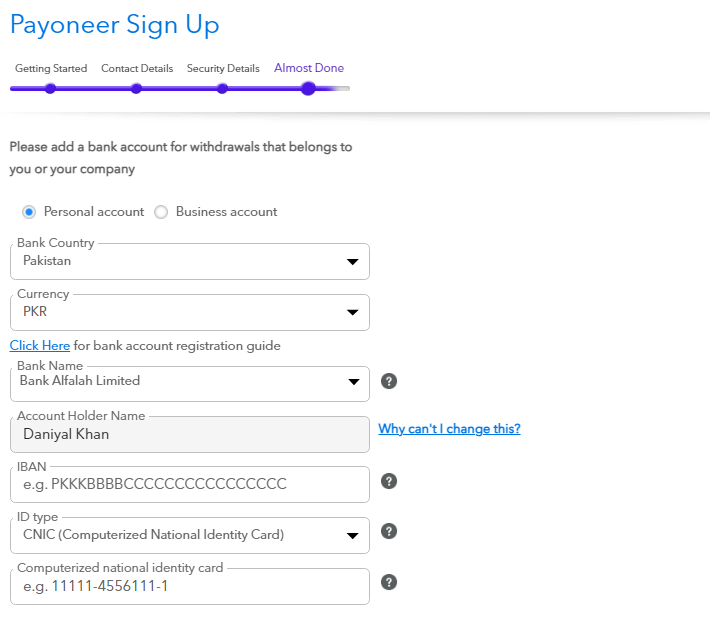 Payoneer Sign Up
Getting Started Contact Details Security Details Almost Done
Please add a bank account for withdrawals that belongs to
you or your company
Personal account Business account
Bank Country
Pakistan
Currency
PKR
Click Here for bank account registration guide
Bank Name
Bank Alfalah Limited
?
Account Holder Name
Daniyal Khan
Why can't I change this?
IBAN
e.g. PKKKBBBBCCCCCCCCCCCCCCCC
?
ID type
CNIC (Computerized National Identity Card)
?
Computerized national identity card
e.g. 11111-4556111-1
?